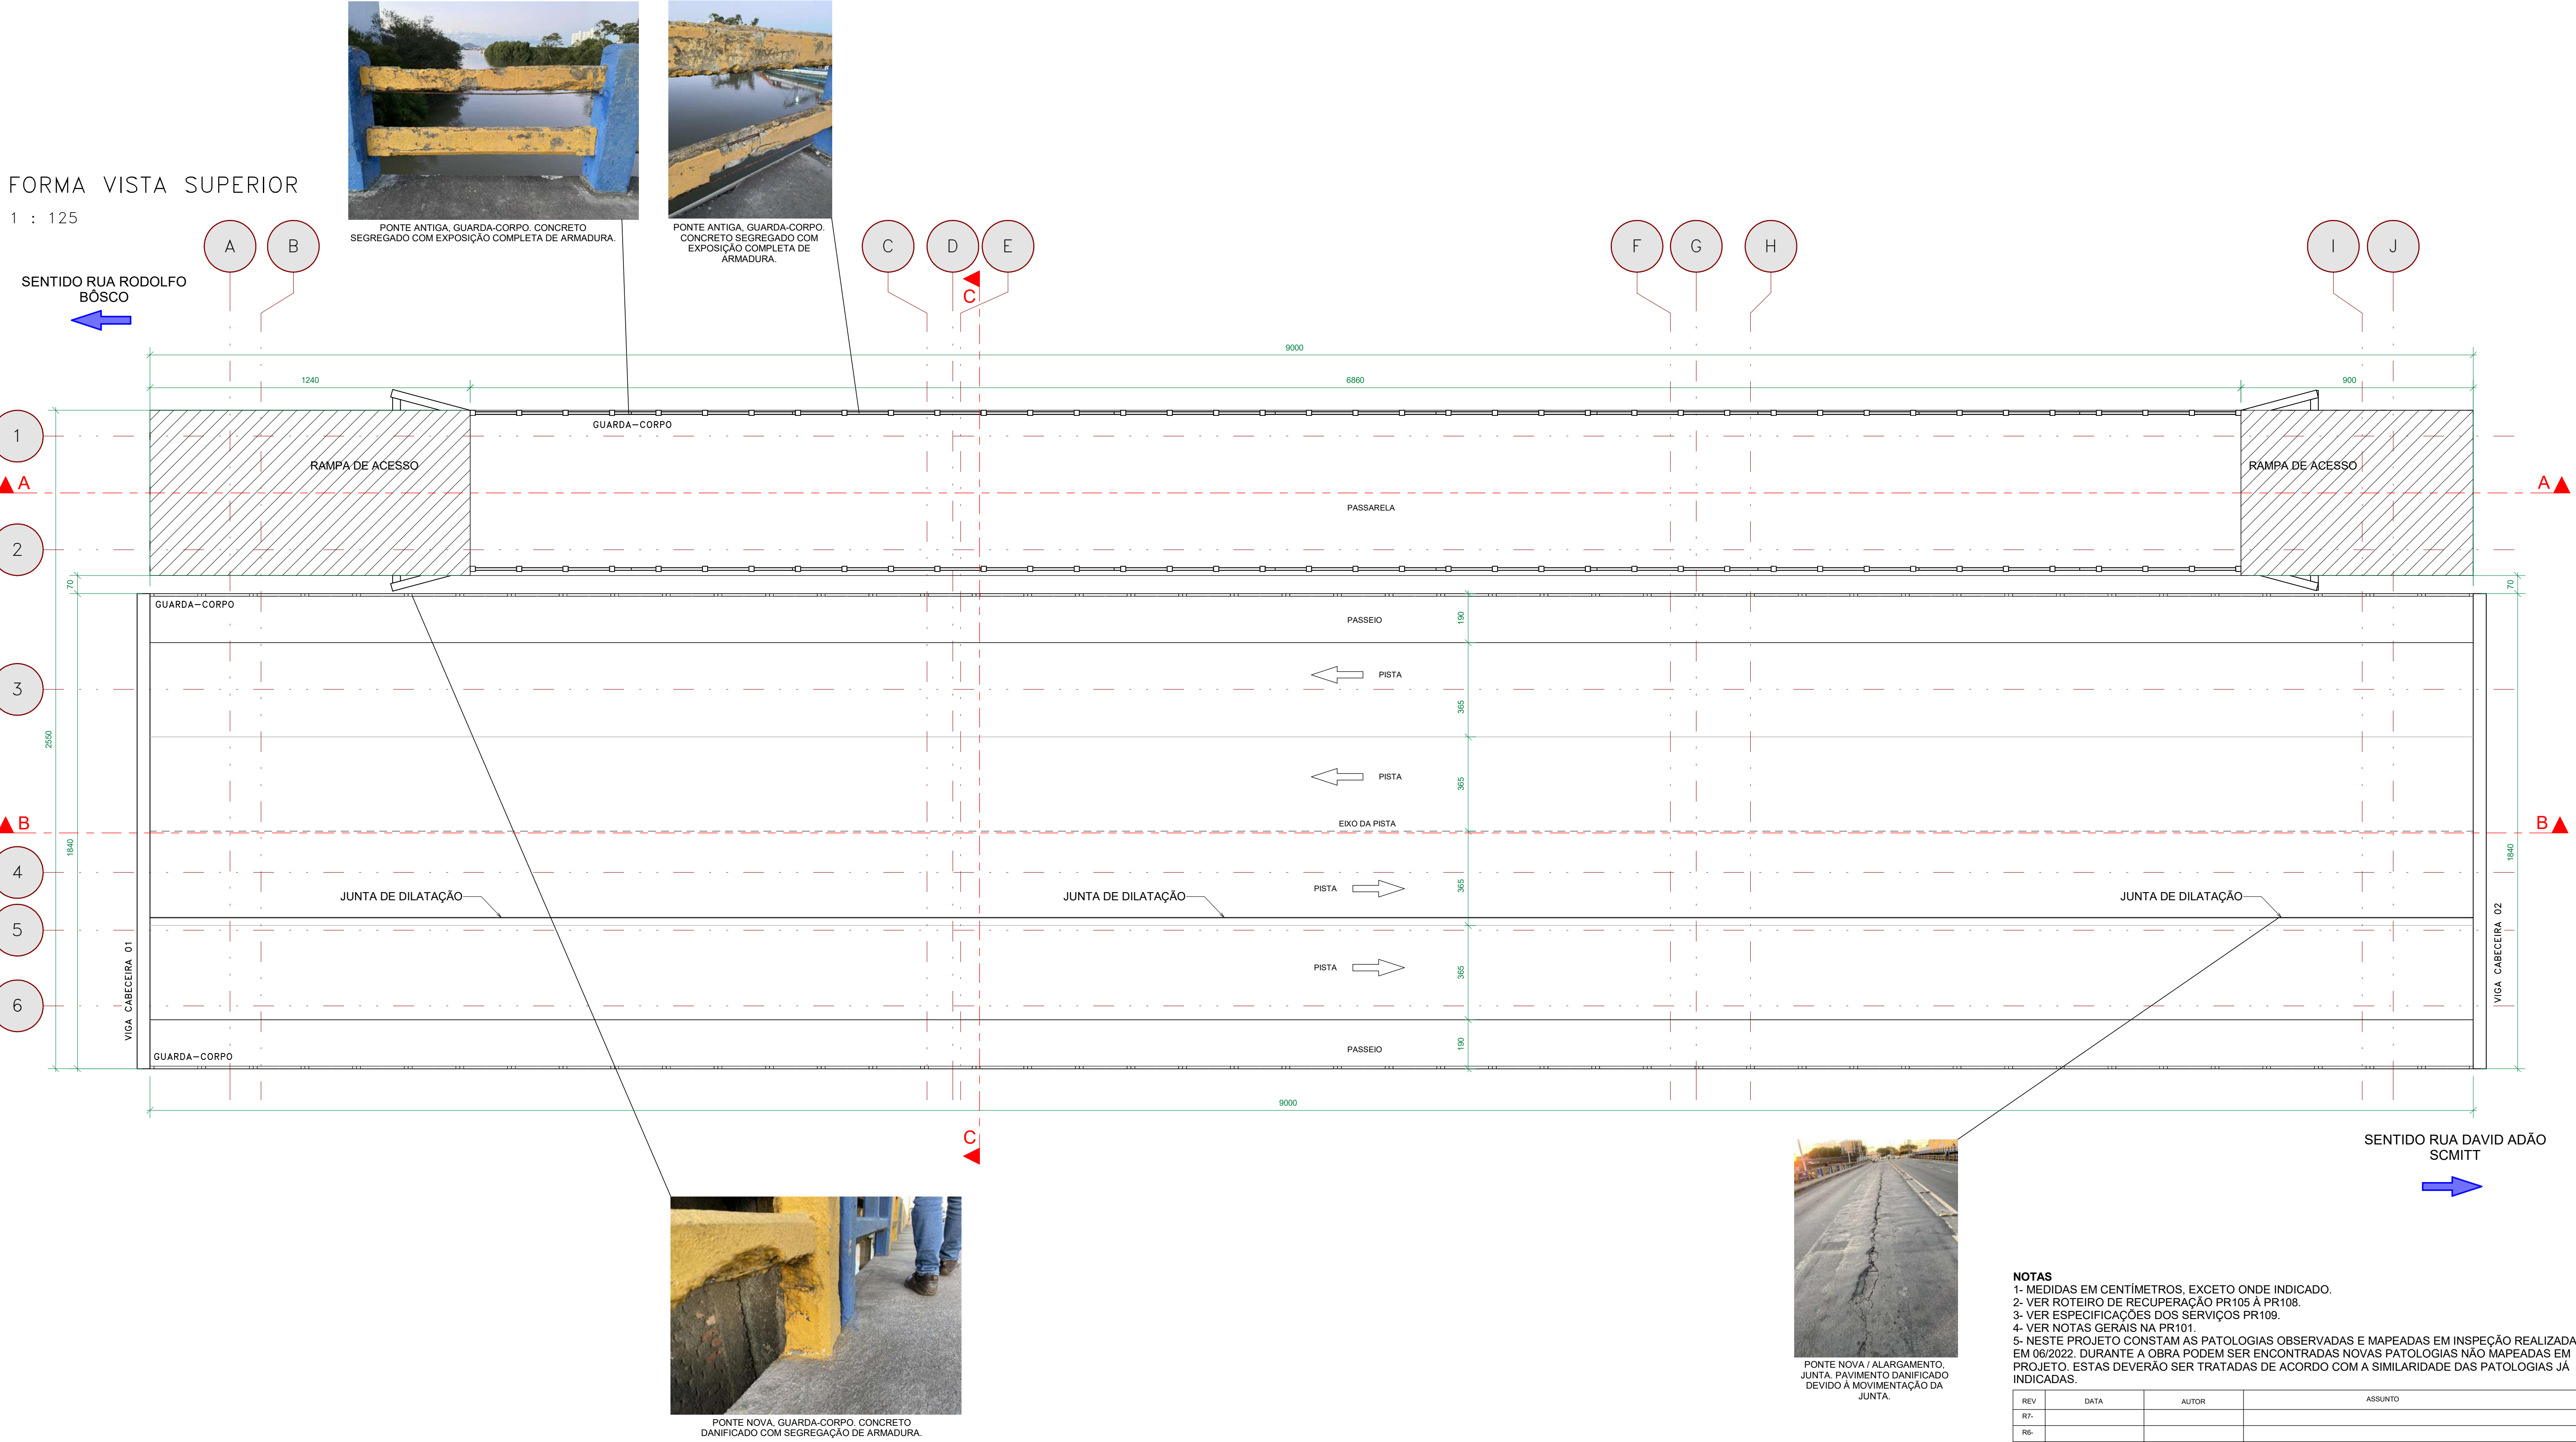 FORMA VISTA SUPERIOR
1 : 125
SENTIDO RUA RODOLFO
BÔSCO
PONTE ANTIGA, GUARDA-CORPO. CONCRETO
SEGREGADO COM EXPOSIÇÃO COMPLETA DE ARMADURA.
PONTE ANTIGA, GUARDA-CORPO.
CONCRETO SEGREGADO COM
EXPOSIÇÃO COMPLETA DE
ARMADURA.
A
B
C
D
E
F
G
H
I
J
C
9000
1240
6860
900
1
GUARDA-CORPO
RAMPA DE ACESSO
RAMPA DE ACESSO
A
A
PASSARELA
2
70
70
GUARDA-CORPO
PASSEIO
190
3
PISTA
365
2550
PISTA
365
B
EIXO DA PISTA
B
1840
1840
4
PISTA
365
JUNTA DE DILATAÇÃO
JUNTA DE DILATAÇÃO
JUNTA DE DILATAÇÃO
5
VIGA CABECEIRA 01
VIGA CABECEIRA 02
PISTA
365
6
GUARDA-CORPO
PASSEIO
190
9000
C
SENTIDO RUA DAVID ADÃO
SCMITT
PONTE NOVA, GUARDA-CORPO. CONCRETO
DANIFICADO COM SEGREGAÇÃO DE ARMADURA.
PONTE NOVA / ALARGAMENTO,
JUNTA. PAVIMENTO DANIFICADO
DEVIDO À MOVIMENTAÇÃO DA
JUNTA.
NOTAS
1- MEDIDAS EM CENTÍMETROS, EXCETO ONDE INDICADO.
2- VER ROTEIRO DE RECUPERAÇÃO PR105 À PR108.
3- VER ESPECIFICAÇÕES DOS SERVIÇOS PR109.
4- VER NOTAS GERAIS NA PR101.
5- NESTE PROJETO CONSTAM AS PATOLOGIAS OBSERVADAS E MAPEADAS EM INSPEÇÃO REALIZADA
EM 06/2022. DURANTE A OBRA PODEM SER ENCONTRADAS NOVAS PATOLOGIAS NÃO MAPEADAS EM
PROJETO. ESTAS DEVERÃO SER TRATADAS DE ACORDO COM A SIMILARIDADE DAS PATOLOGIAS JÁ
INDICADAS.
REV DATA AUTOR ASSUNTO
R7-
R6-